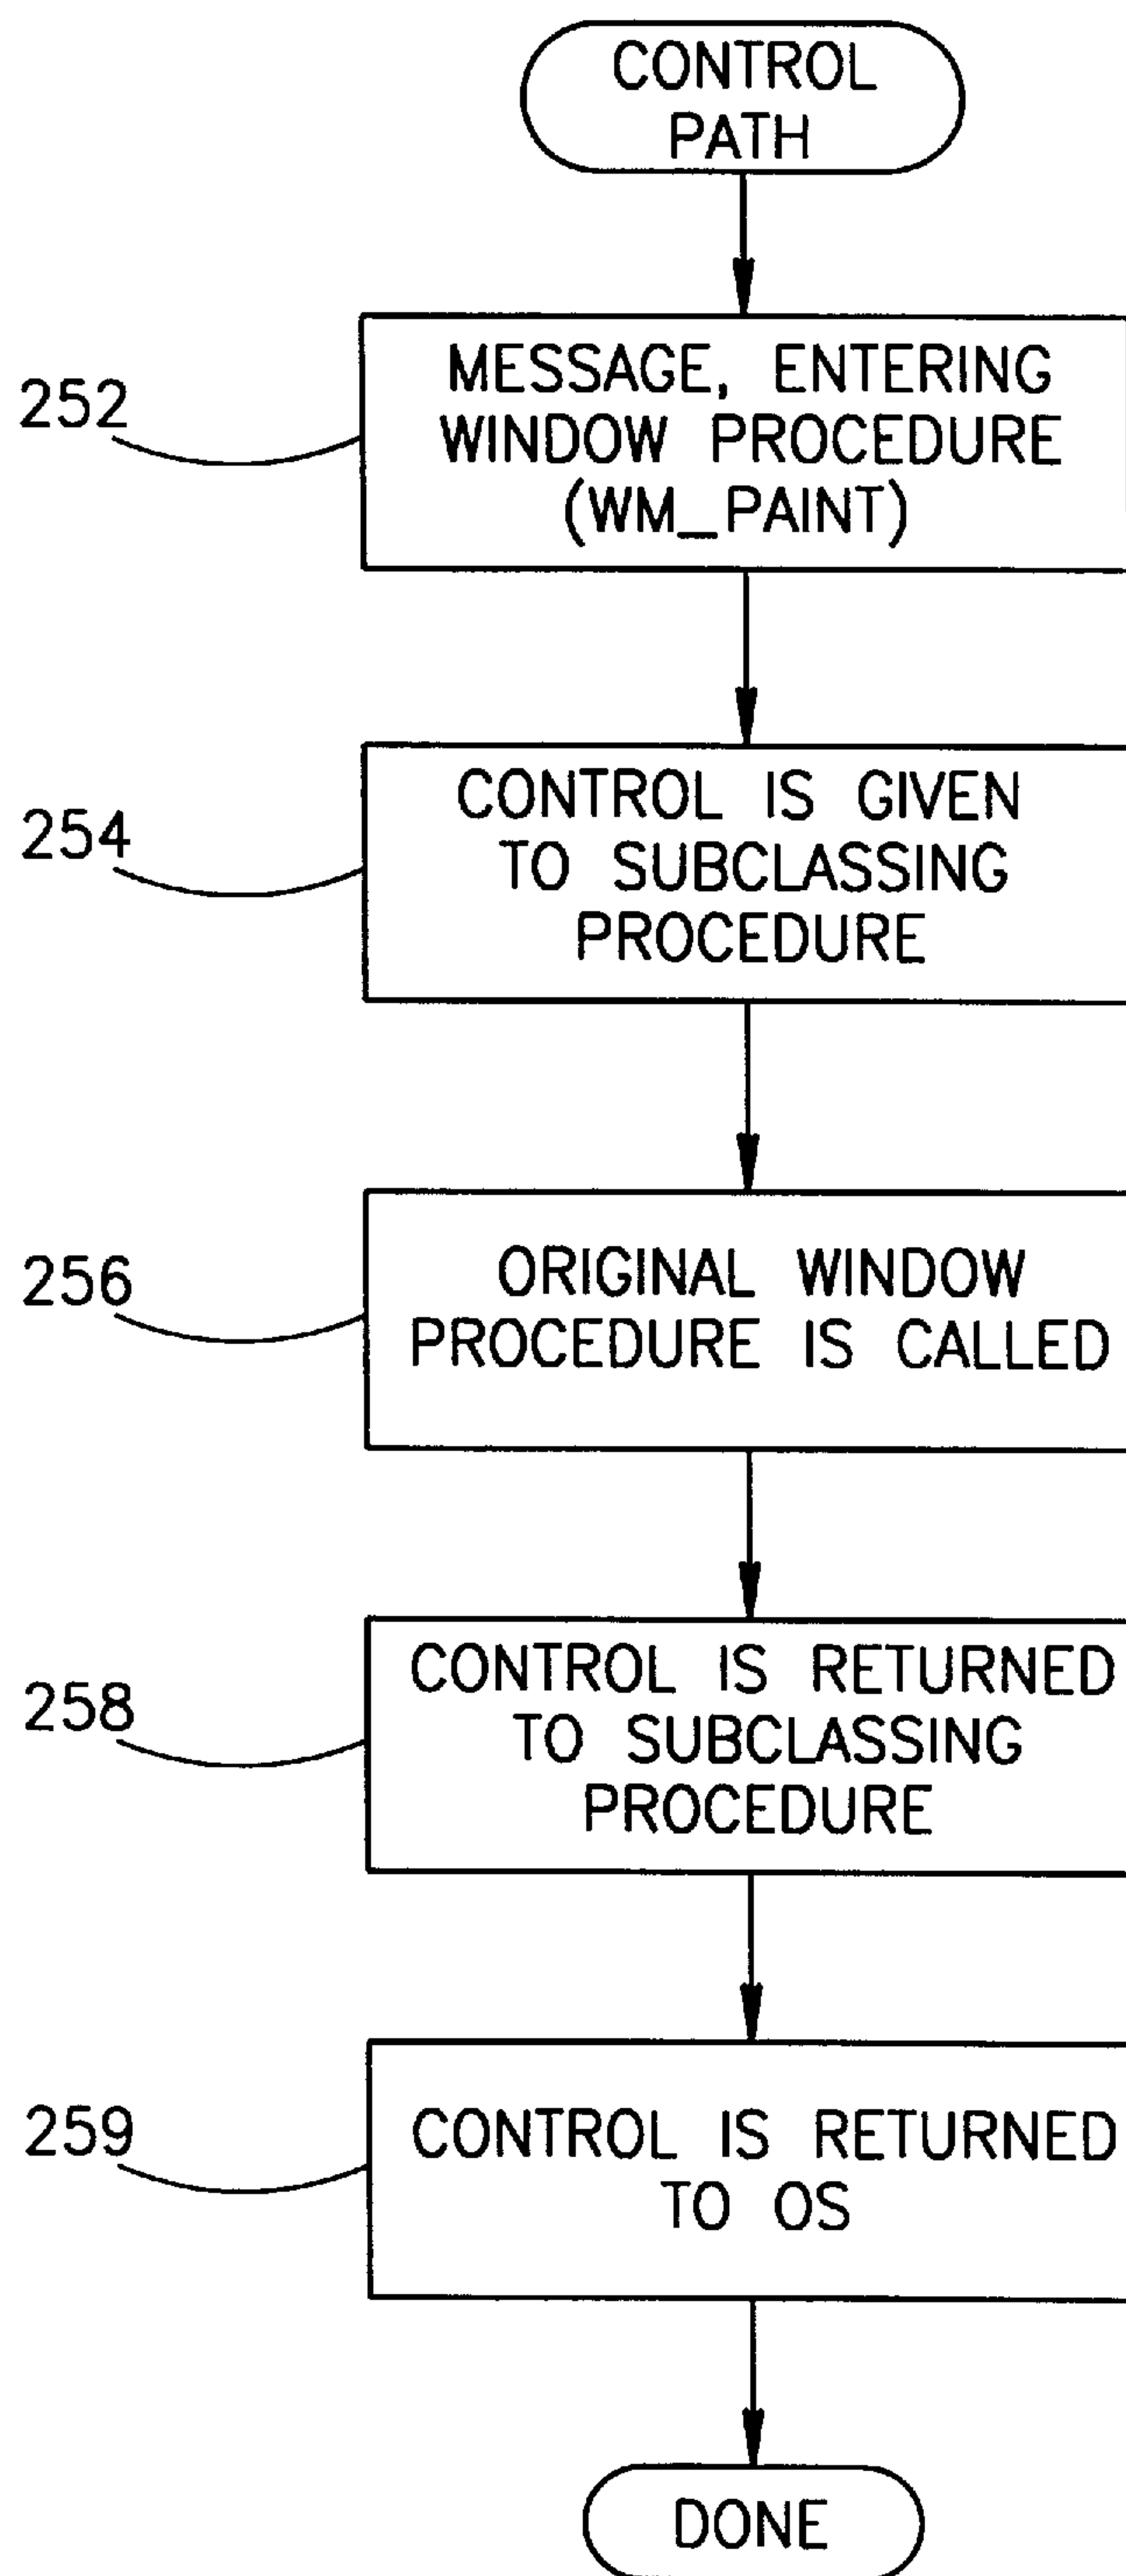 CONTROL
PATH
252
MESSAGE, ENTERING
WINDOW PROCEDURE
(WM_PAINT)
254
CONTROL IS GIVEN
TO SUBCLASSING
PROCEDURE
256
ORIGINAL WINDOW
PROCEDURE IS CALLED
258
CONTROL IS RETURNED
TO SUBCLASSING
PROCEDURE
259
CONTROL IS RETURNED
TO OS
DONE